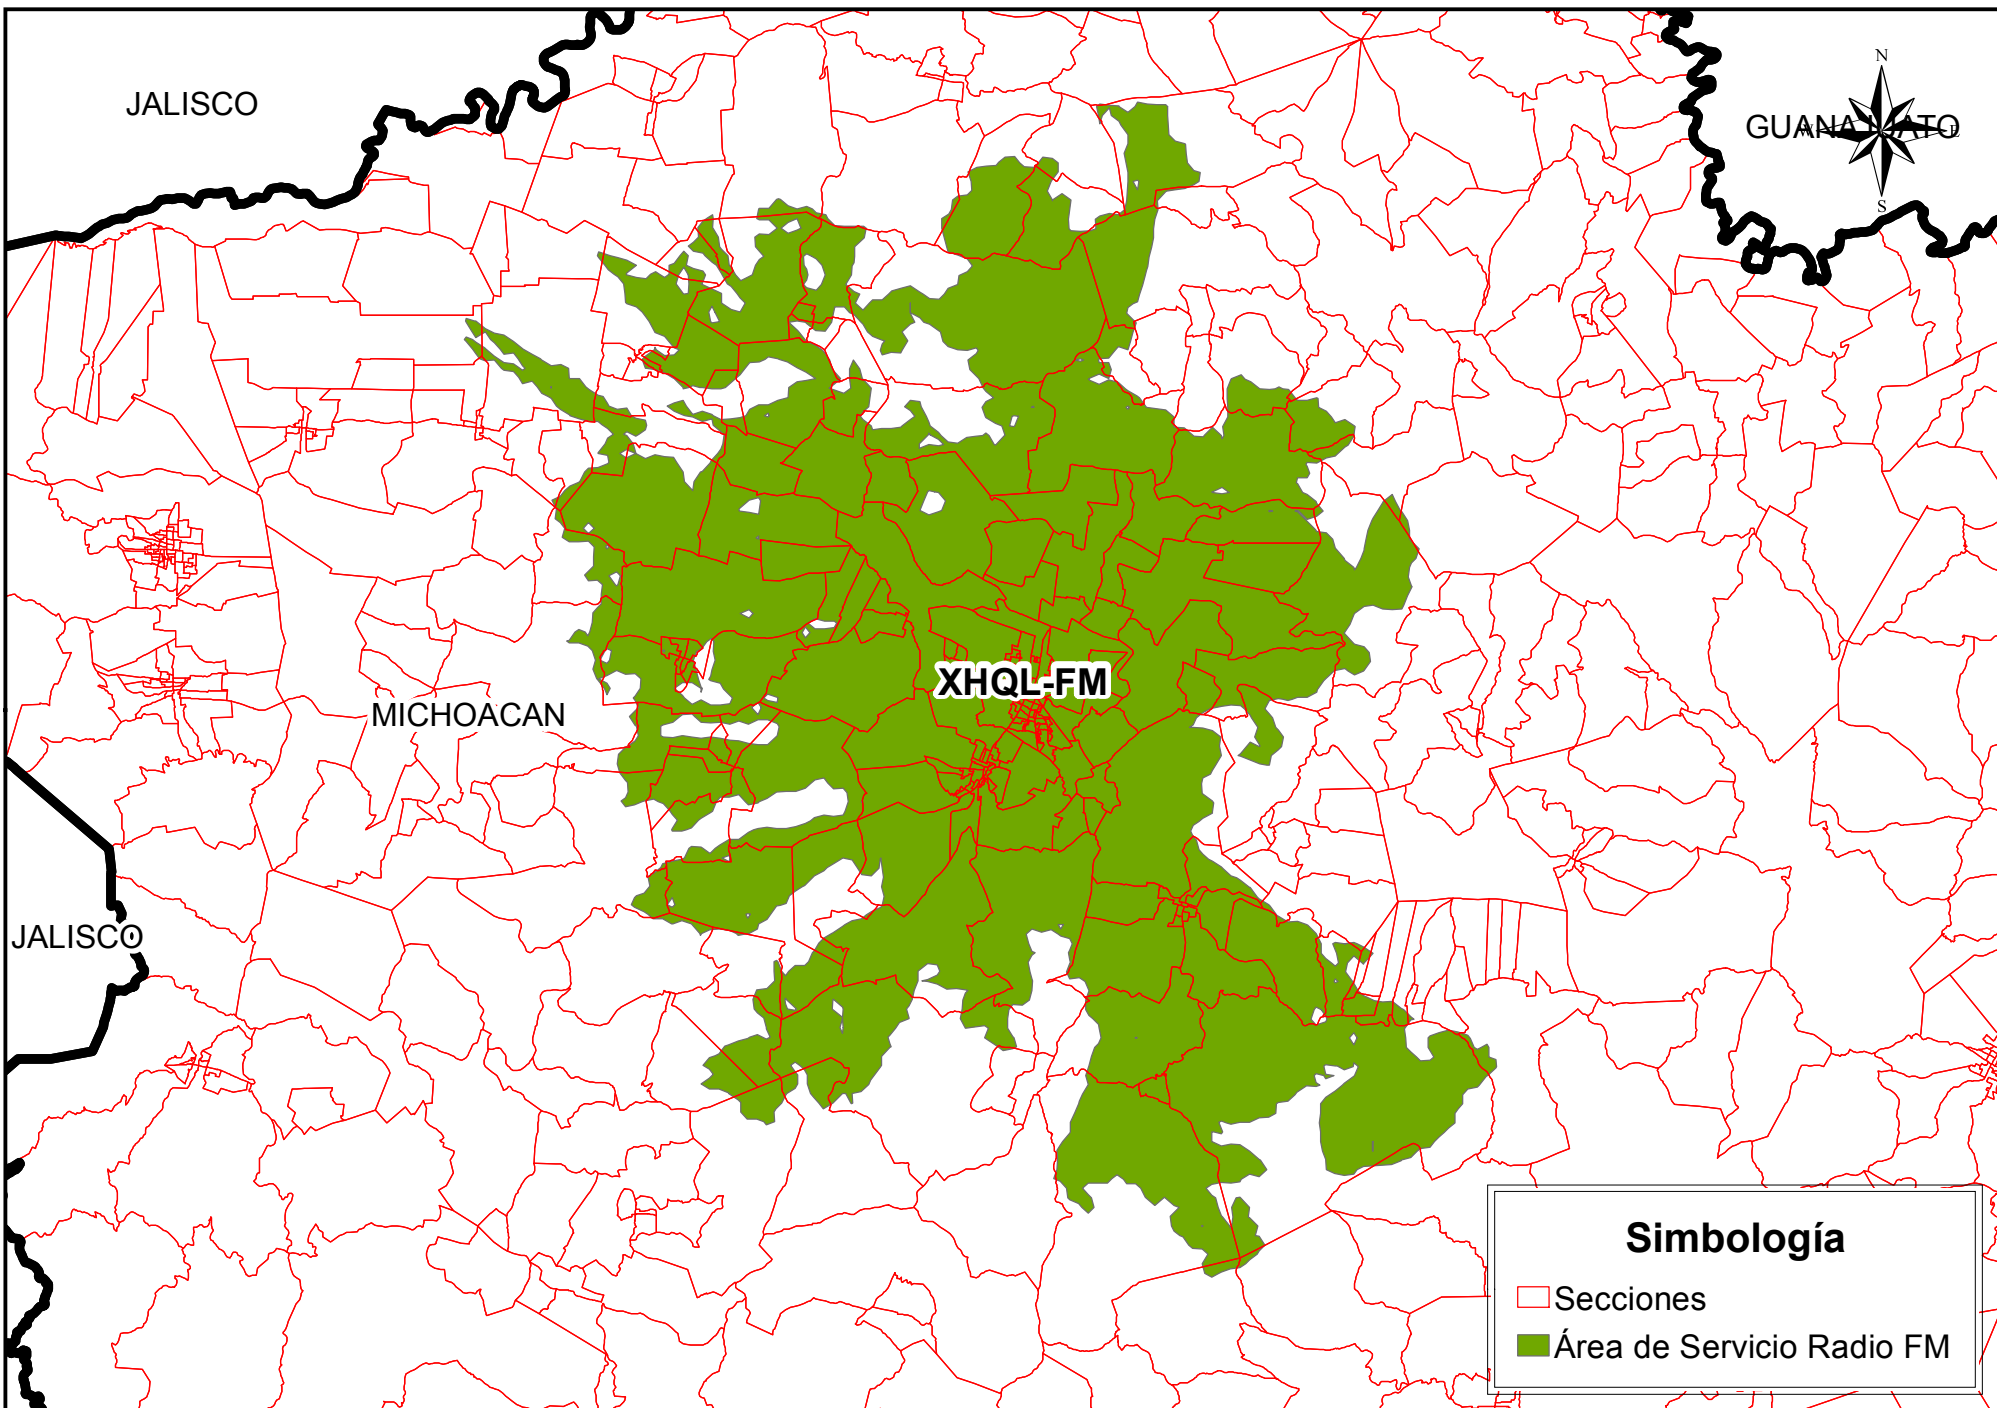 JALISCO
N
GUANAJUATO
W
E
S
XHQL-FM
MICHOACAN
JALISCO
Simbología
Secciones
Área de Servicio Radio FM